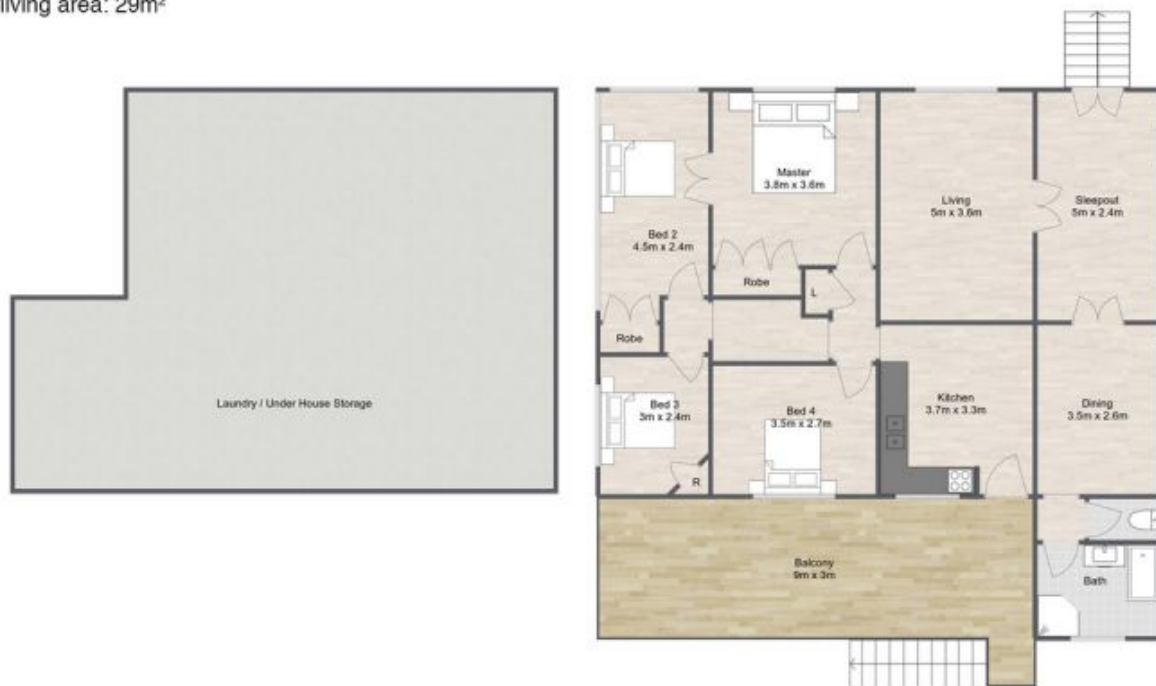 living area: 29m²
Master
3.8m x 3.6m
Living
5m x 3.6m
Sleepout
5m x 2.4m
Bed 2
4.5m x 2.4m
Robe
L
Robe
Laundry / Under House Storage
Bed 3
3m x 2.4m
Bed 4
3.5m x 2.7m
Kitchen
3.7m x 3.3m
Dining
3.5m x 2.6m
R
Balcony
9m x 3m
Bath